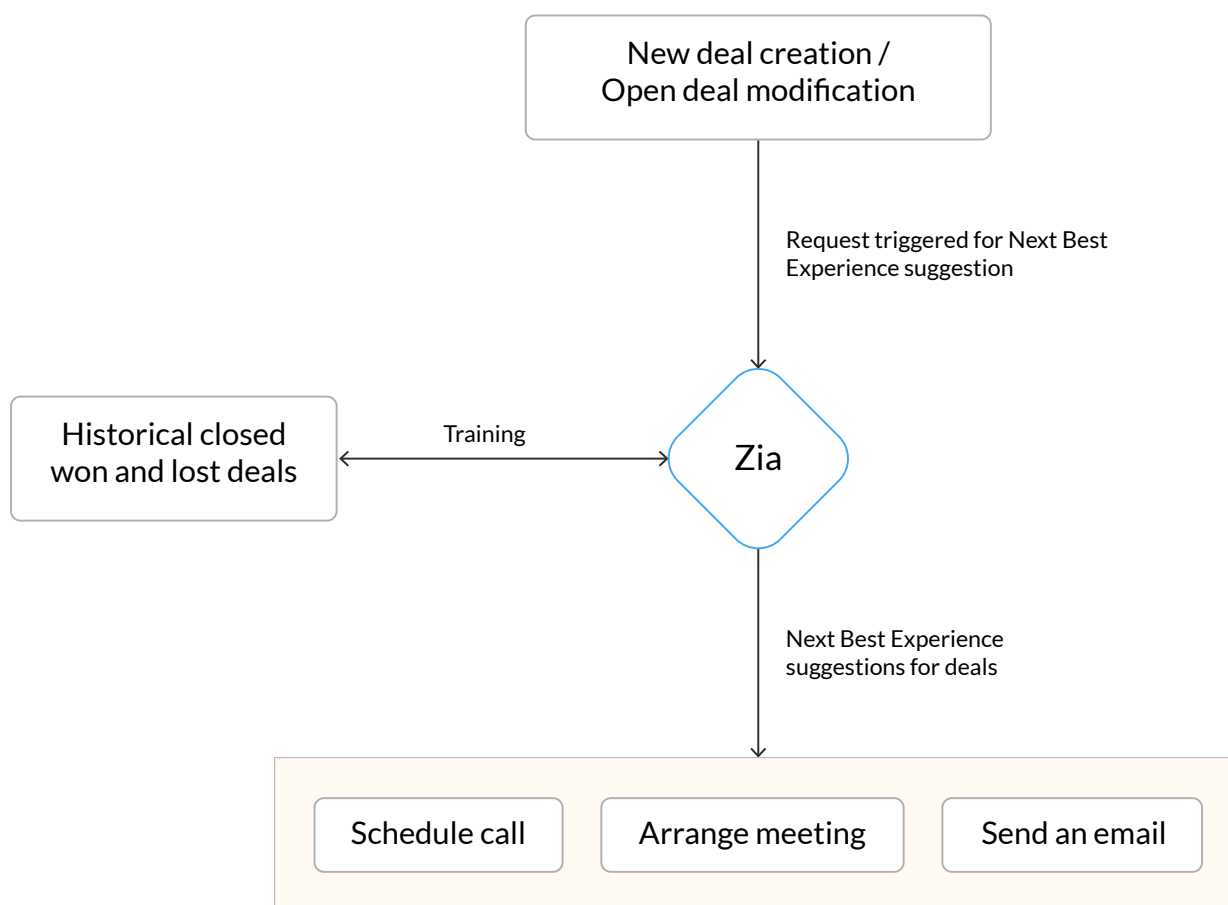 New deal creation /
Open deal modification
Request triggered for Next Best
Experience suggestion
Historical closed
won and lost deals
Training
Zia
Next Best Experience
suggestions for deals
Schedule call
Arrange meeting
Send an email